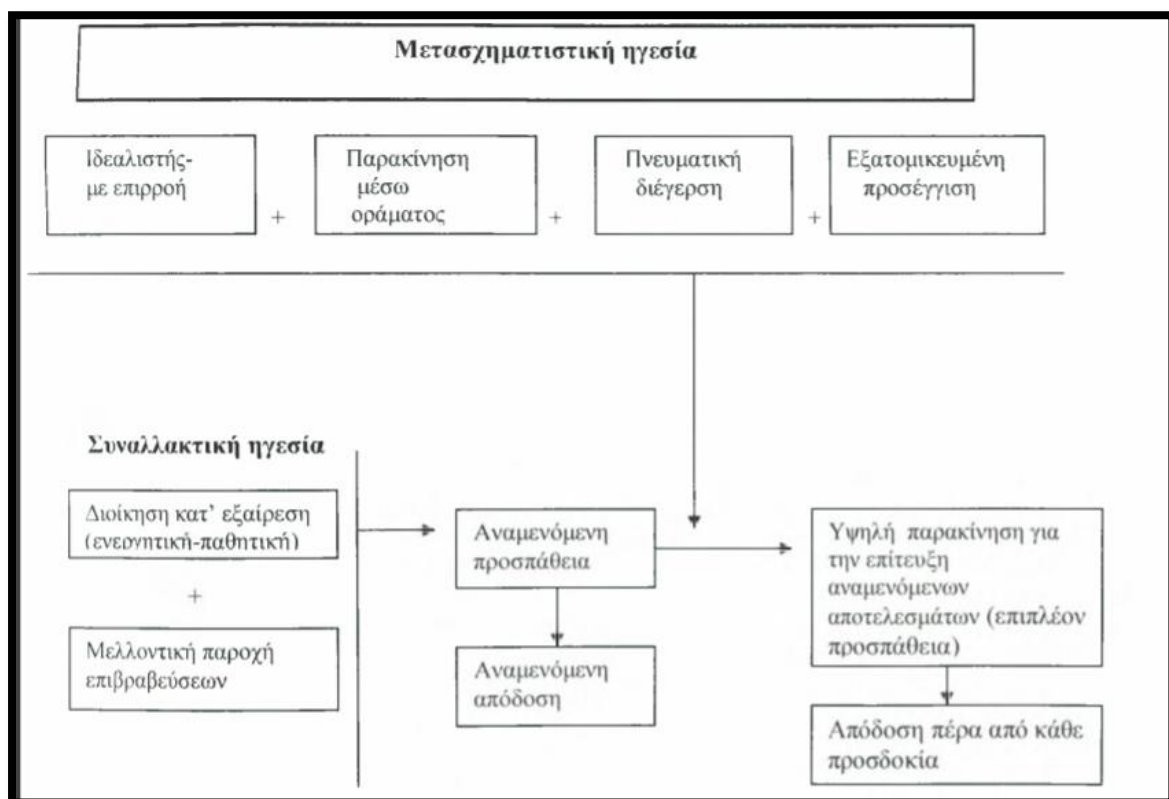 Μετασχηματιστική ηγεσία
Ιδεαλιστής-
με επιρροή
+
Παρακίνηση
μέσω
οράματος
+
Πνευματική
διέγερση
+
Εξατομικευμένη
προσέγγιση
Συναλλακτική ηγεσία
Διοίκηση κατ’ εξαίρεση
(ενεργητική-παθητική)
+
Μελλοντική παροχή
επιβραβεύσεων
Αναμενόμενη
προσπάθεια
Αναμενόμενη
απόδοση
Υψηλή παρακίνηση για
την επίτευξη
αναμενόμενων
αποτελεσμάτων (επιπλέον
προσπάθεια)
Απόδοση πέρα από κάθε
προσδοκία